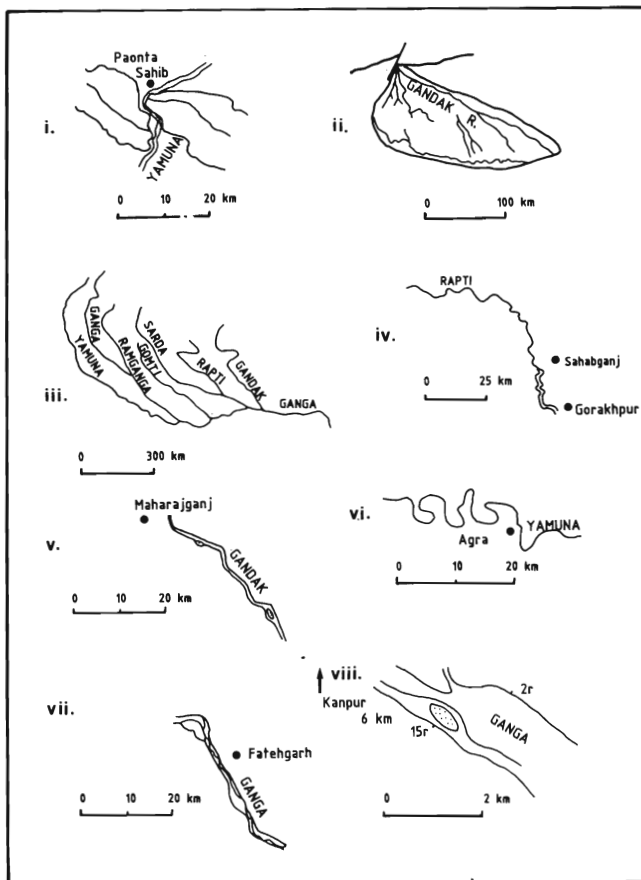 Paonta
Sahib
i.
YAMUNA
0 10 20 km
GANDAK R.
ii.
0 100 km
GANGA
YAMUNA
RAMGANGA
SARDA
GOMTI
RAPTI
GANDAK
GANGA
iii.
0 300 km
RAPTI
iv.
Sahabganj
0 25 km
Gorakhpur
Maharajganj
v.
GANDAK
0 10 20 km
vi.
Agra
YAMUNA
0 10 20 km
vii.
Fatehgarh
GANGA
0 10 20 km
viii.
Kanpur
6 km
15r
2r
GANGA
0 2 km